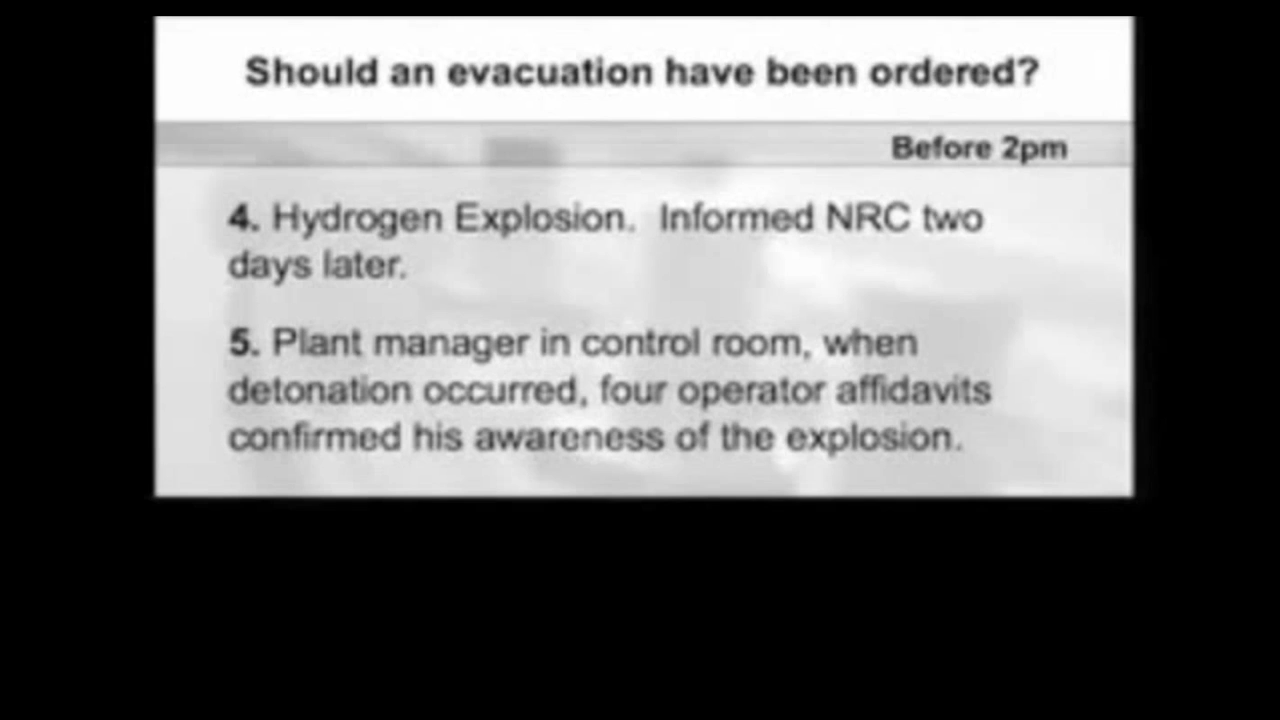 Should an evacuation have been ordered?
Before 2pm
4. Hydrogen Explosion. Informed NRC two
days later.
5. Plant manager in control room, when
detonation occurred, four operator affidavits
confirmed his awareness of the explosion.